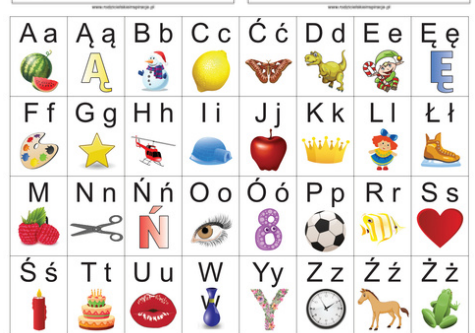 www.rodzicielskieinspiracje.pl www.rodzicielskieinspiracje.pl
Aa Ąą Bb Cc Ćć Dd Ee Ęę
Ą Ę
Ff Gg Hh Ii Jj Kk Ll Łł
M Nn Ńń Oo Óó Pp Rr Ss
Ń 8
Śś Tt Uu W Yy Zz Źź Żż
Y